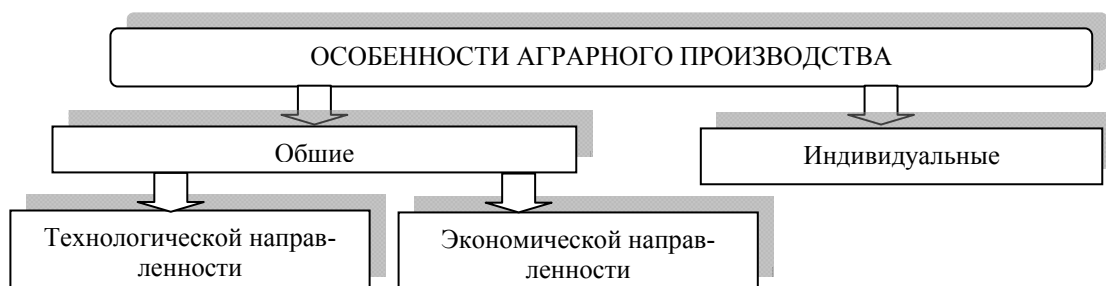 ОСОБЕННОСТИ АГРАРНОГО ПРОИЗВОДСТВА
Обшие
Индивидуальные
Технологической направ-
ленности
Экономической направ-
ленности